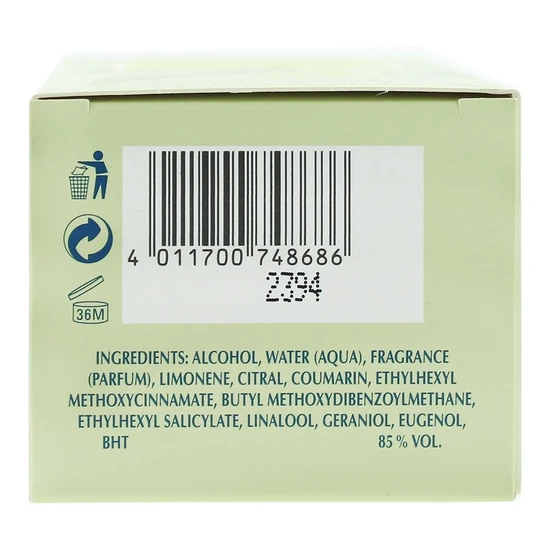 4 011700 748686
2394
36M
INGREDIENTS: ALCOHOL, WATER (AQUA), FRAGRANCE
(PARFUM), LIMONENE, CITRAL, COUMARIN, ETHYLHEXYL
METHOXYCINNAMATE, BUTYL METHOXYDIBENZOYLMETHANE,
ETHYLHEXYL SALICYLATE, LINALOOL, GERANIOL, EUGENOL,
BHT 85 % VOL.